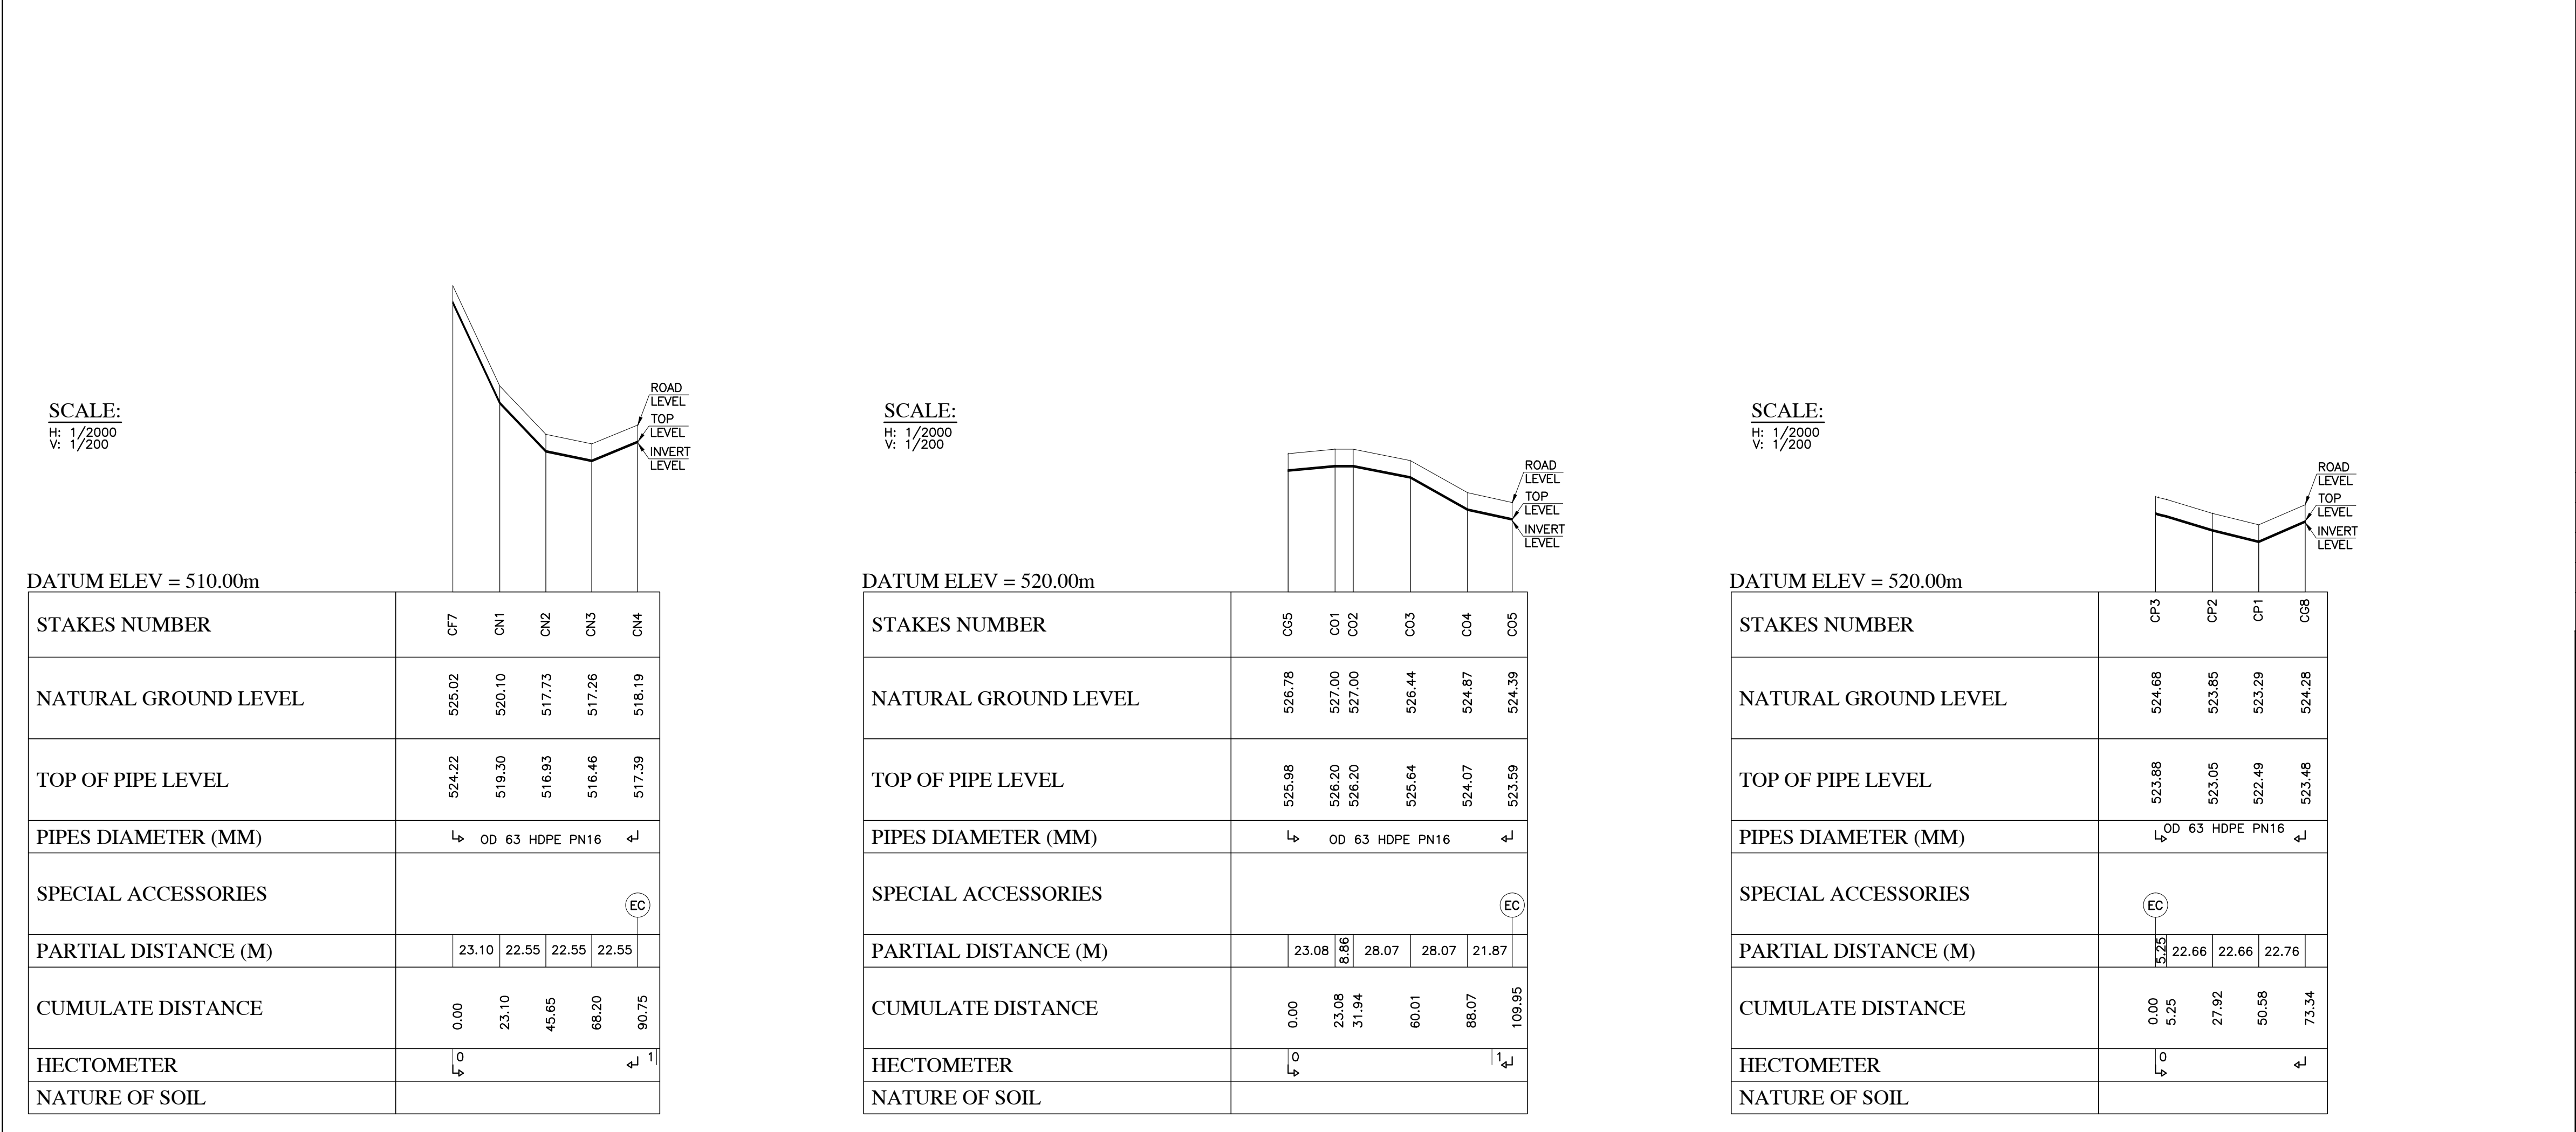 SCALE:
H: 1/2000
V: 1/200
ROAD
LEVEL
TOP
LEVEL
INVERT
LEVEL
DATUM ELEV = 510.00m
STAKES NUMBER CF7 CN1 CN2 CN3 CN4
NATURAL GROUND LEVEL 525.02 520.10 517.73 517.26 518.19
TOP OF PIPE LEVEL 524.22 519.30 516.93 516.46 517.39
PIPES DIAMETER (MM) OD 63 HDPE PN16
SPECIAL ACCESSORIES EC
PARTIAL DISTANCE (M) 23.10 22.55 22.55 22.55
CUMULATE DISTANCE 0.00 23.10 45.65 68.20 90.75
HECTOMETER 0 1
NATURE OF SOIL
SCALE:
H: 1/2000
V: 1/200
ROAD
LEVEL
TOP
LEVEL
INVERT
LEVEL
DATUM ELEV = 520.00m
STAKES NUMBER CG5 CO1 CO2 CO3 CO4 CO5
NATURAL GROUND LEVEL 526.78 527.00 527.00 526.44 524.87 524.39
TOP OF PIPE LEVEL 525.98 526.20 526.20 525.64 524.07 523.59
PIPES DIAMETER (MM) OD 63 HDPE PN16
SPECIAL ACCESSORIES EC
PARTIAL DISTANCE (M) 23.08 8.86 28.07 28.07 21.87
CUMULATE DISTANCE 0.00 23.08 31.94 60.01 88.07 109.95
HECTOMETER 0 1
NATURE OF SOIL
SCALE:
H: 1/2000
V: 1/200
ROAD
LEVEL
TOP
LEVEL
INVERT
LEVEL
DATUM ELEV = 520.00m
STAKES NUMBER CP3 CP2 CP1 CG8
NATURAL GROUND LEVEL 524.68 523.85 523.29 524.28
TOP OF PIPE LEVEL 523.88 523.05 522.49 523.48
PIPES DIAMETER (MM) OD 63 HDPE PN16
SPECIAL ACCESSORIES EC
PARTIAL DISTANCE (M) 5.25 22.66 22.66 22.76
CUMULATE DISTANCE 0.00 5.25 27.92 50.58 73.34
HECTOMETER 0
NATURE OF SOIL